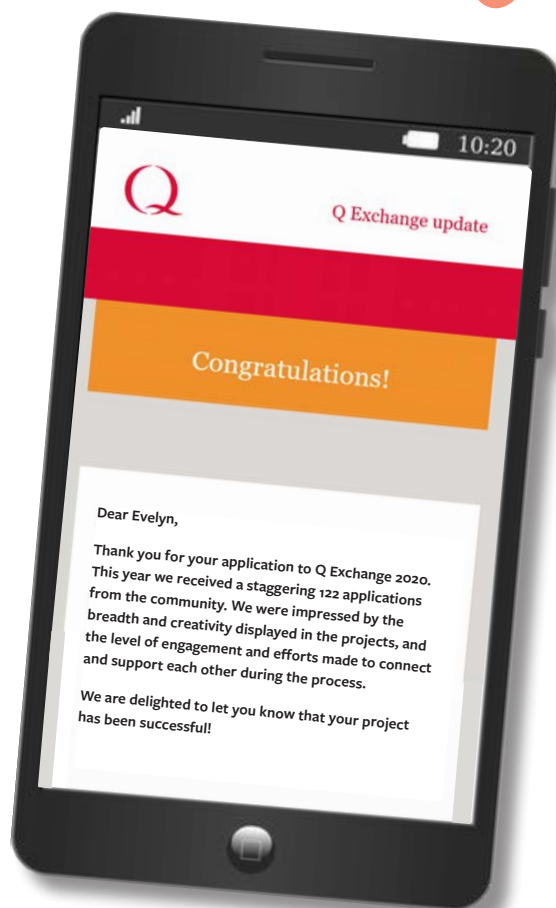 10:20
Q
Q Exchange update
Congratulations!
Dear Evelyn,
Thank you for your application to Q Exchange 2020.
This year we received a staggering 122 applications
from the community. We were impressed by the
breadth and creativity displayed in the projects, and
the level of engagement and efforts made to connect
and support each other during the process.
We are delighted to let you know that your project
has been successful!